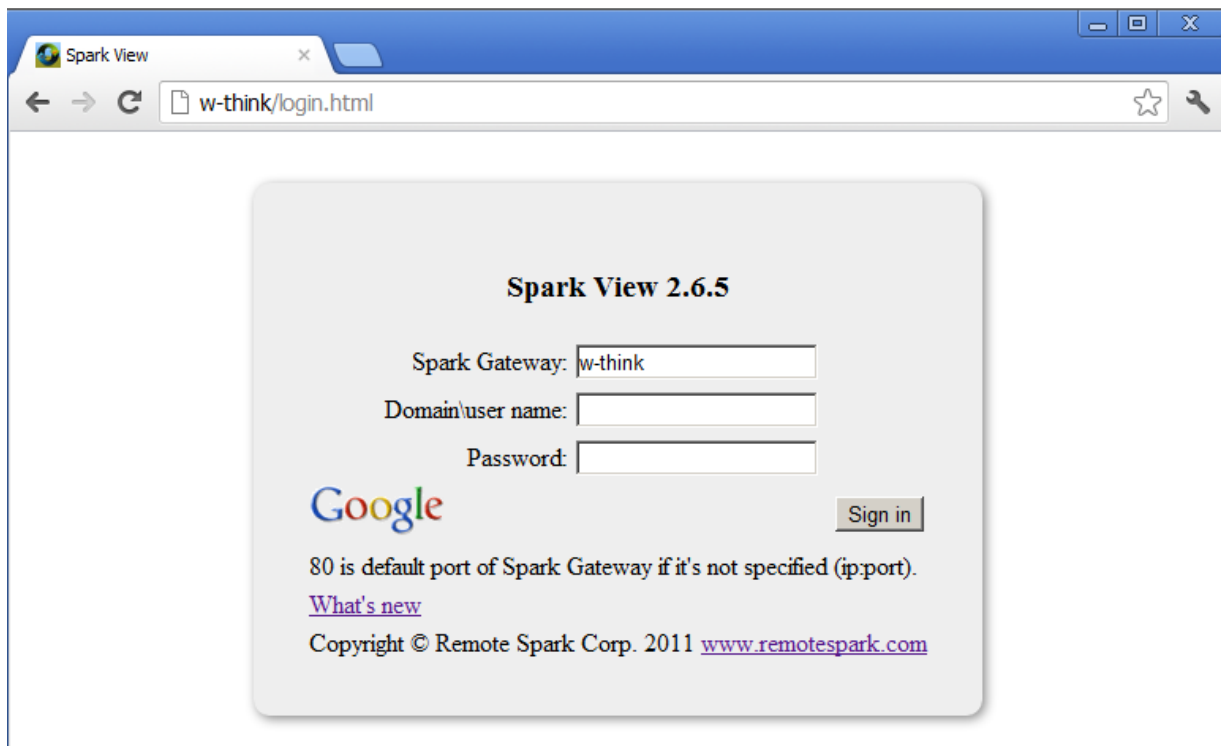 Spark View
w-think/login.html
Spark View 2.6.5
Spark Gateway: w-think
Domain\user name:
Password:
Google
Sign in
80 is default port of Spark Gateway if it's not specified (ip:port).
What's new
Copyright © Remote Spark Corp. 2011 www.remotespark.com